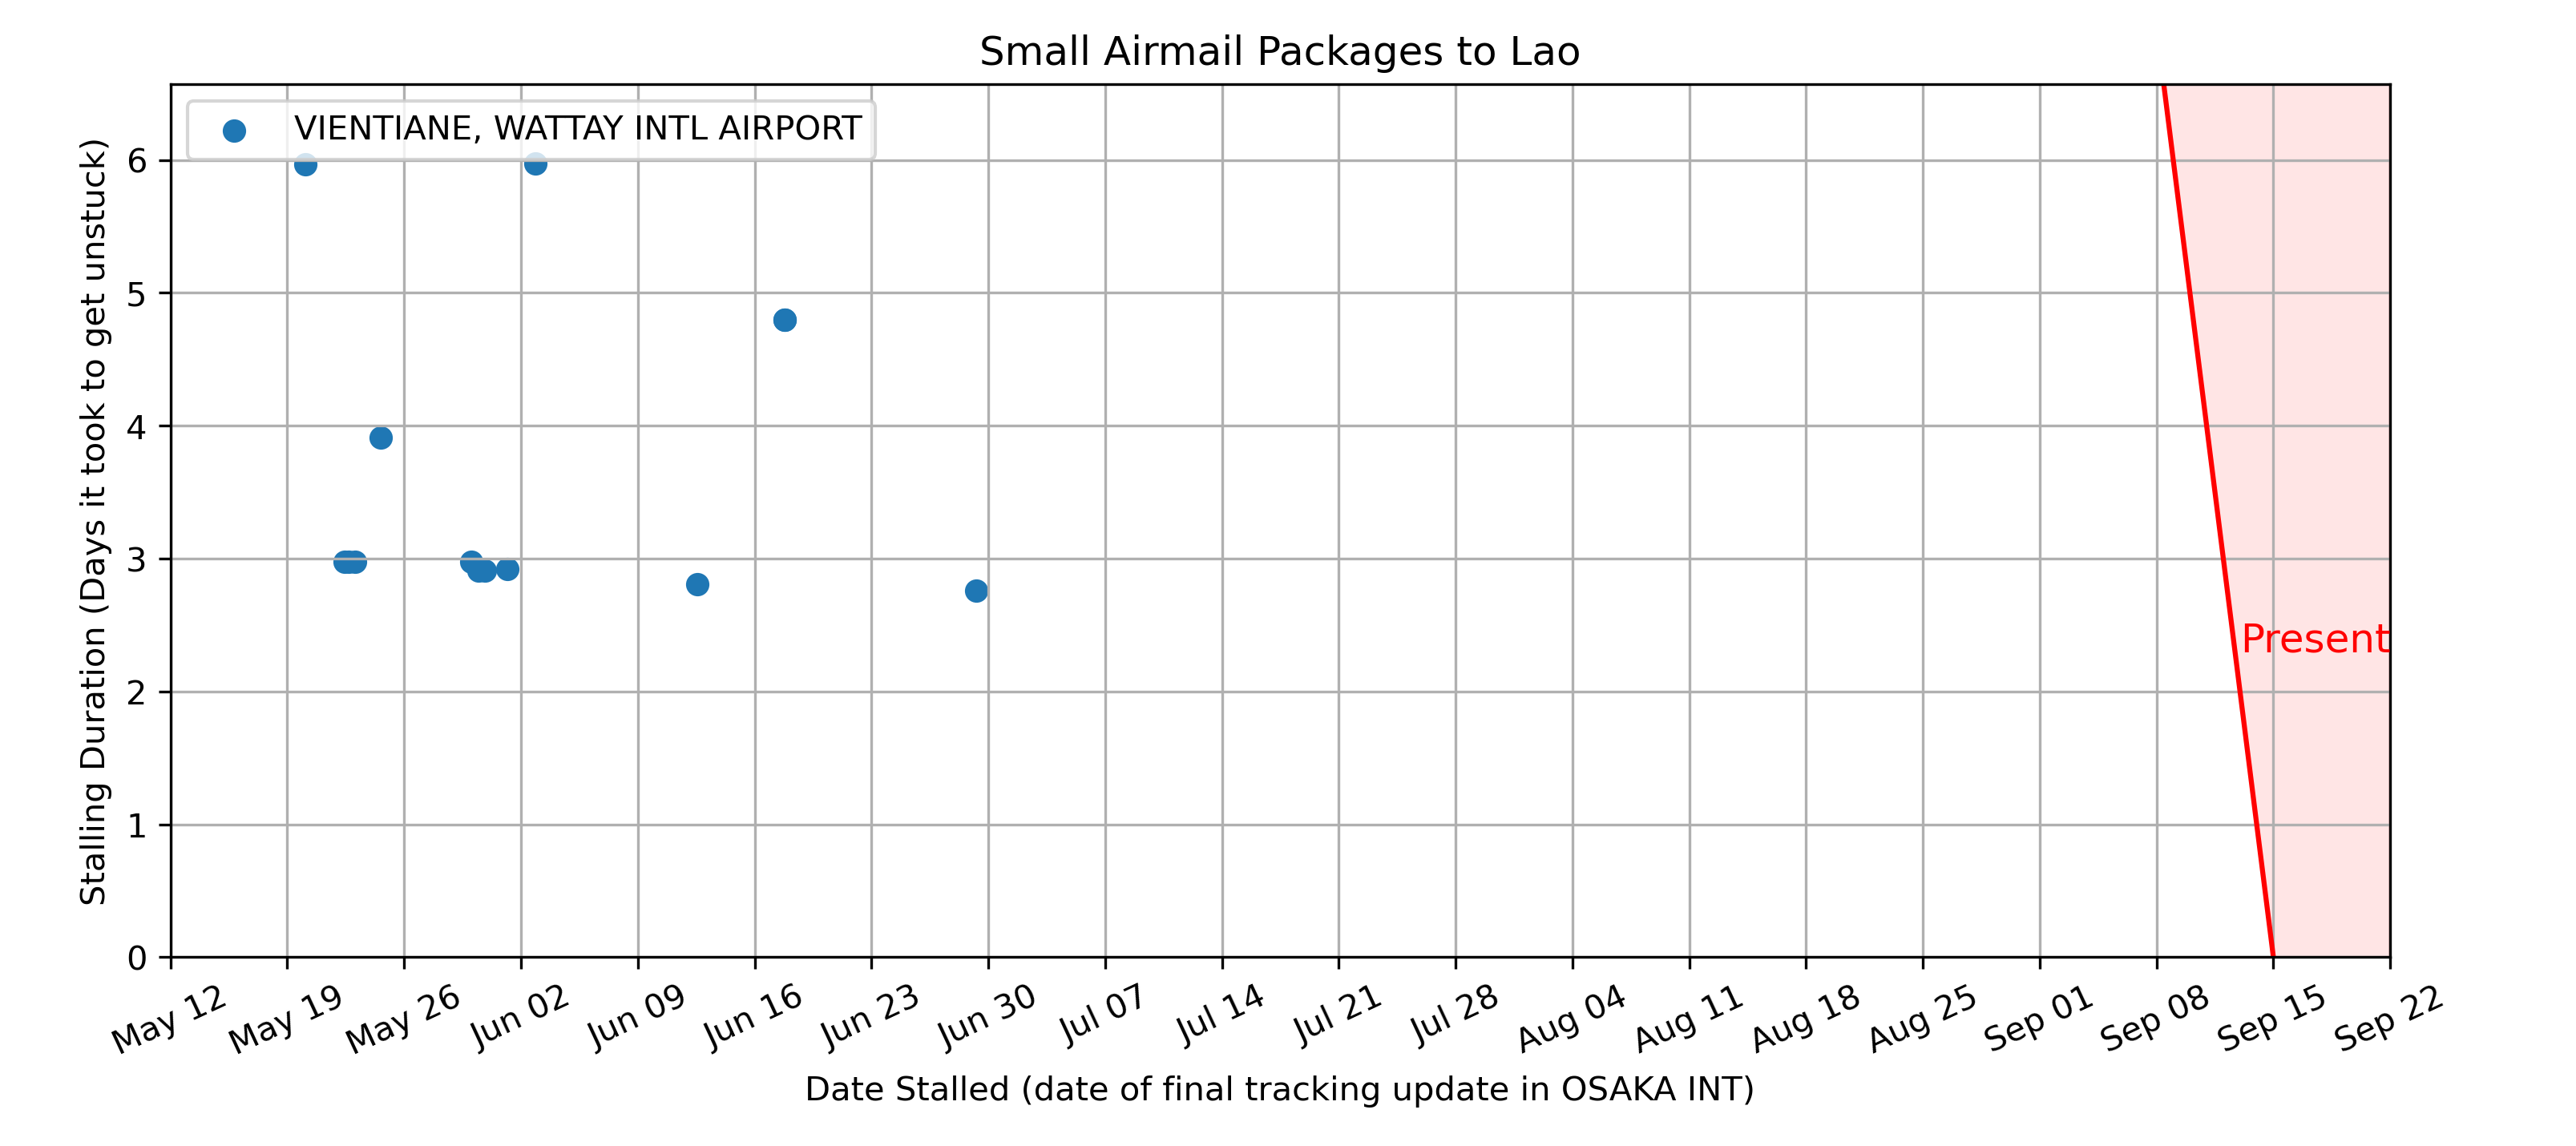 Small Airmail Packages to Lao
VIENTIANE, WATTAY INTL AIRPORT
Stalling Duration (Days it took to get unstuck)
6
5
4
3
2
1
0
Present
May 12
May 19
May 26
Jun 02
Jun 09
Jun 16
Jun 23
Jun 30
Jul 07
Jul 14
Jul 21
Jul 28
Aug 04
Aug 11
Aug 18
Aug 25
Sep 01
Sep 08
Sep 15
Sep 22
Date Stalled (date of final tracking update in OSAKA INT)